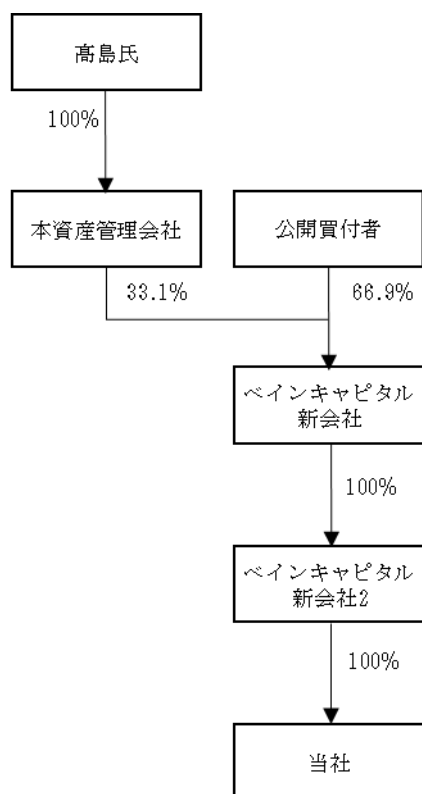 髙島氏
100%
本資産管理会社
公開買付者
33.1%
66.9%
ベインキャピタル
新会社
100%
ベインキャピタル
新会社2
100%
当社